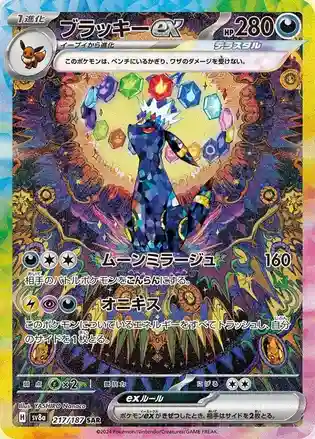 1進化
ブラッキーex
HP280
イーブイから進化
テラスタル
このポケモンは、ベンチにいるかぎり、ワザのダメージを受けない。
ムーンミラージュ 160
相手のバトルポケモンをこんらんにする。
オニキス
このポケモンについているエネルギーをすべてトラッシュし、自分のサイドを1枚とる。
弱点 ×2 抵抗力 にげる
Illus. YASHIRO Nanaco
exルール
ポケモンexがきぜつしたとき、相手はサイドを2枚とる。
H sv8a 217/187 SAR
©2024 Pokémon/Nintendo/Creatures/GAME FREAK.